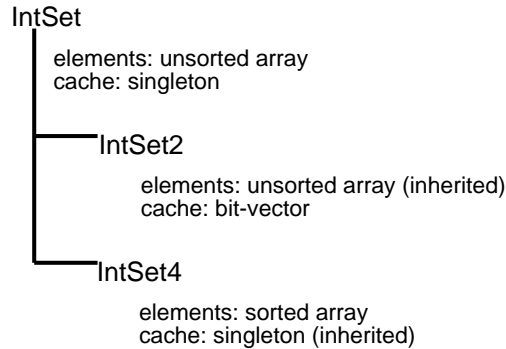 IntSet
elements: unsorted array
cache: singleton
IntSet2
elements: unsorted array (inherited)
cache: bit-vector
IntSet4
elements: sorted array
cache: singleton (inherited)